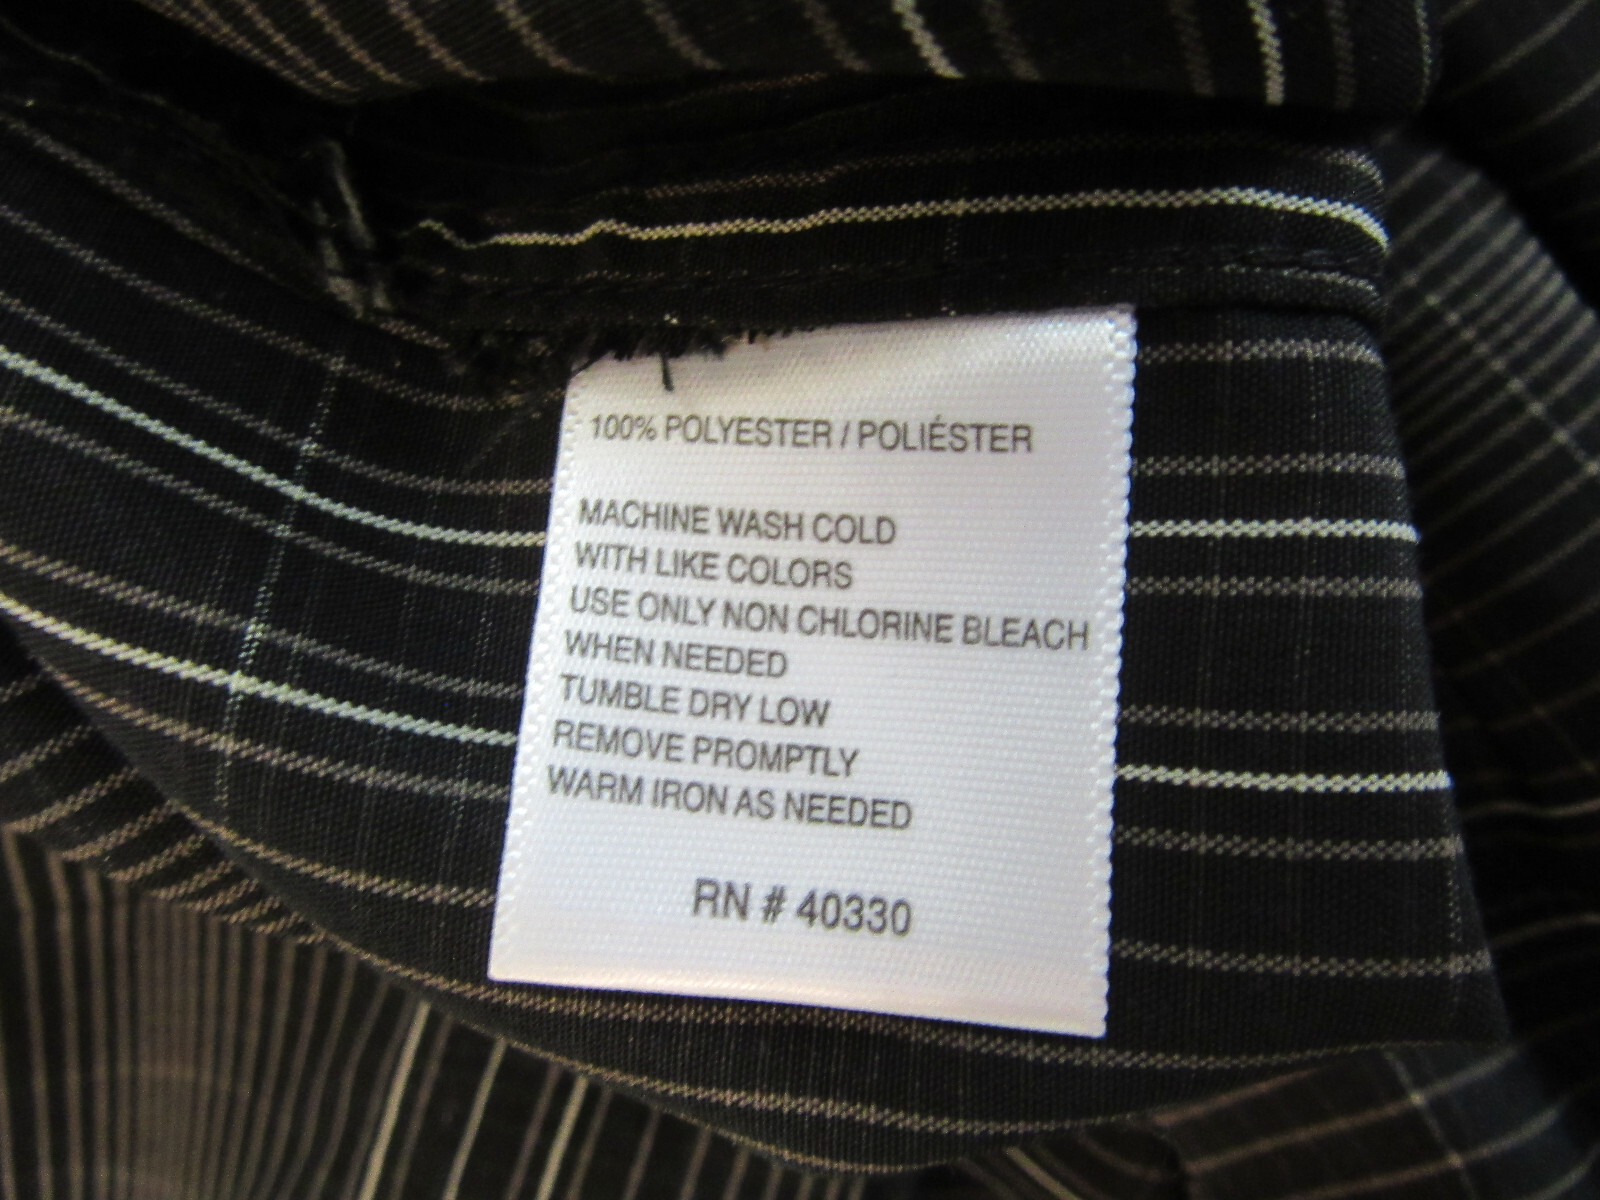 100% POLYESTER / POLIÉSTER
MACHINE WASH COLD
WITH LIKE COLORS
USE ONLY NON CHLORINE BLEACH
WHEN NEEDED
TUMBLE DRY LOW
REMOVE PROMPTLY
WARM IRON AS NEEDED
RN # 40330